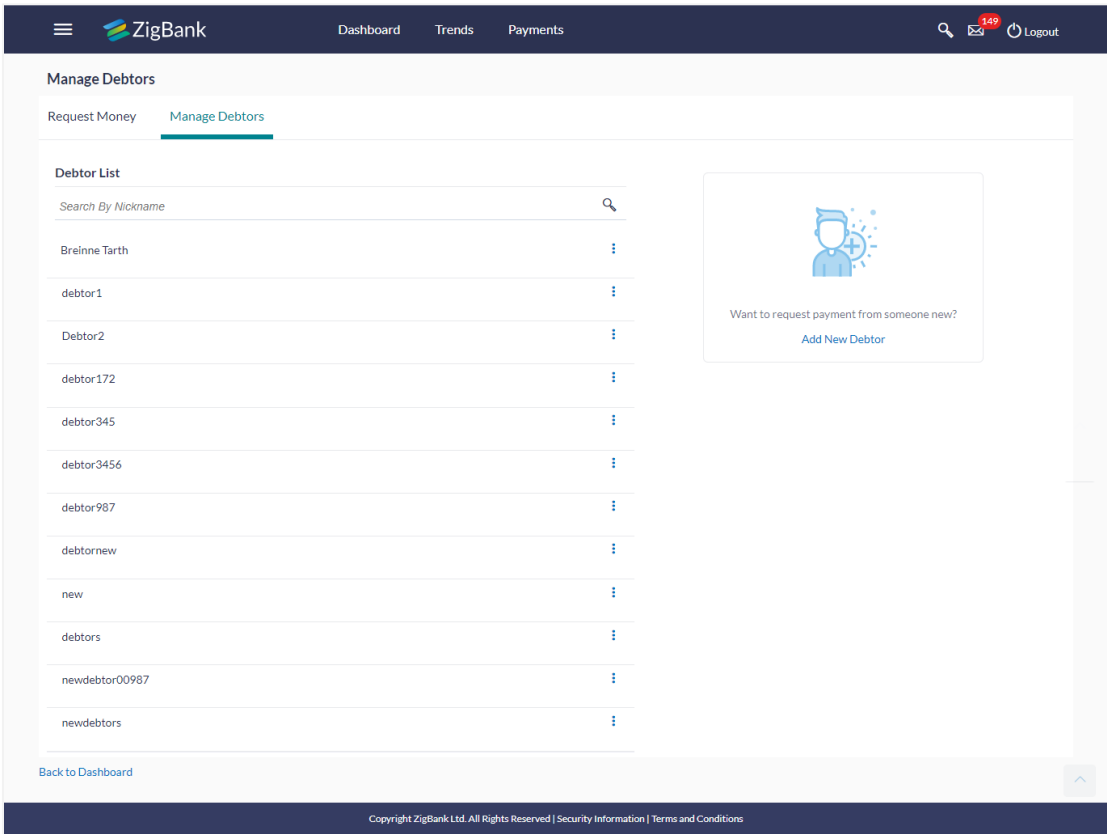 ZigBank Dashboard Trends Payments 149 Logout
Manage Debtors
Request Money Manage Debtors
Debtor List
Search By Nickname
Breinne Tarth
debtor1
Debtor2
debtor172
debtor345
debtor3456
debtor987
debtornew
new
debtors
newdebtor00987
newdebtors
Want to request payment from someone new?
Add New Debtor
Back to Dashboard
Copyright ZigBank Ltd. All Rights Reserved | Security Information | Terms and Conditions